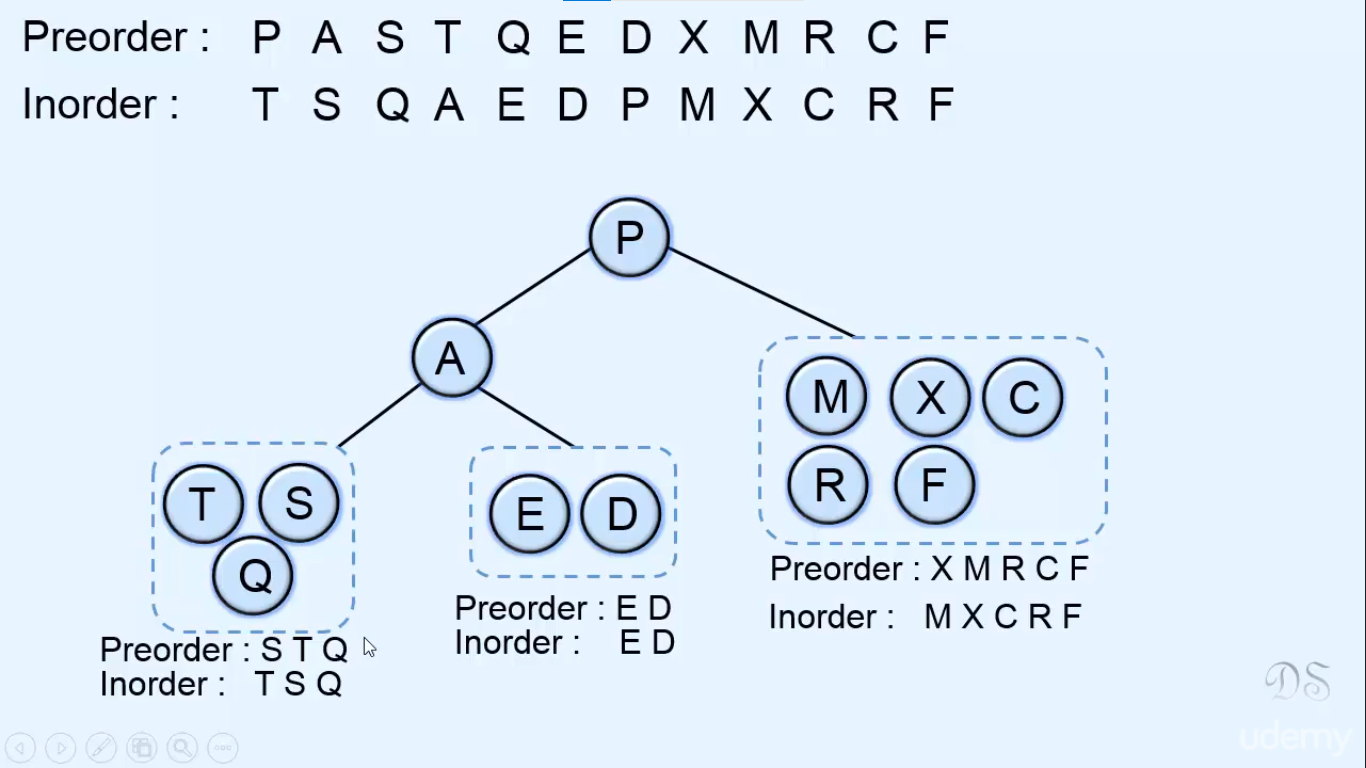 Preorder : P A S T Q E D X M R C F
Inorder : T S Q A E D P M X C R F
P
A
M X C
R F
T S
Q
E D
Preorder : X M R C F
Inorder : M X C R F
Preorder : E D
Inorder : E D
Preorder : S T Q
Inorder : T S Q
DS
udemy